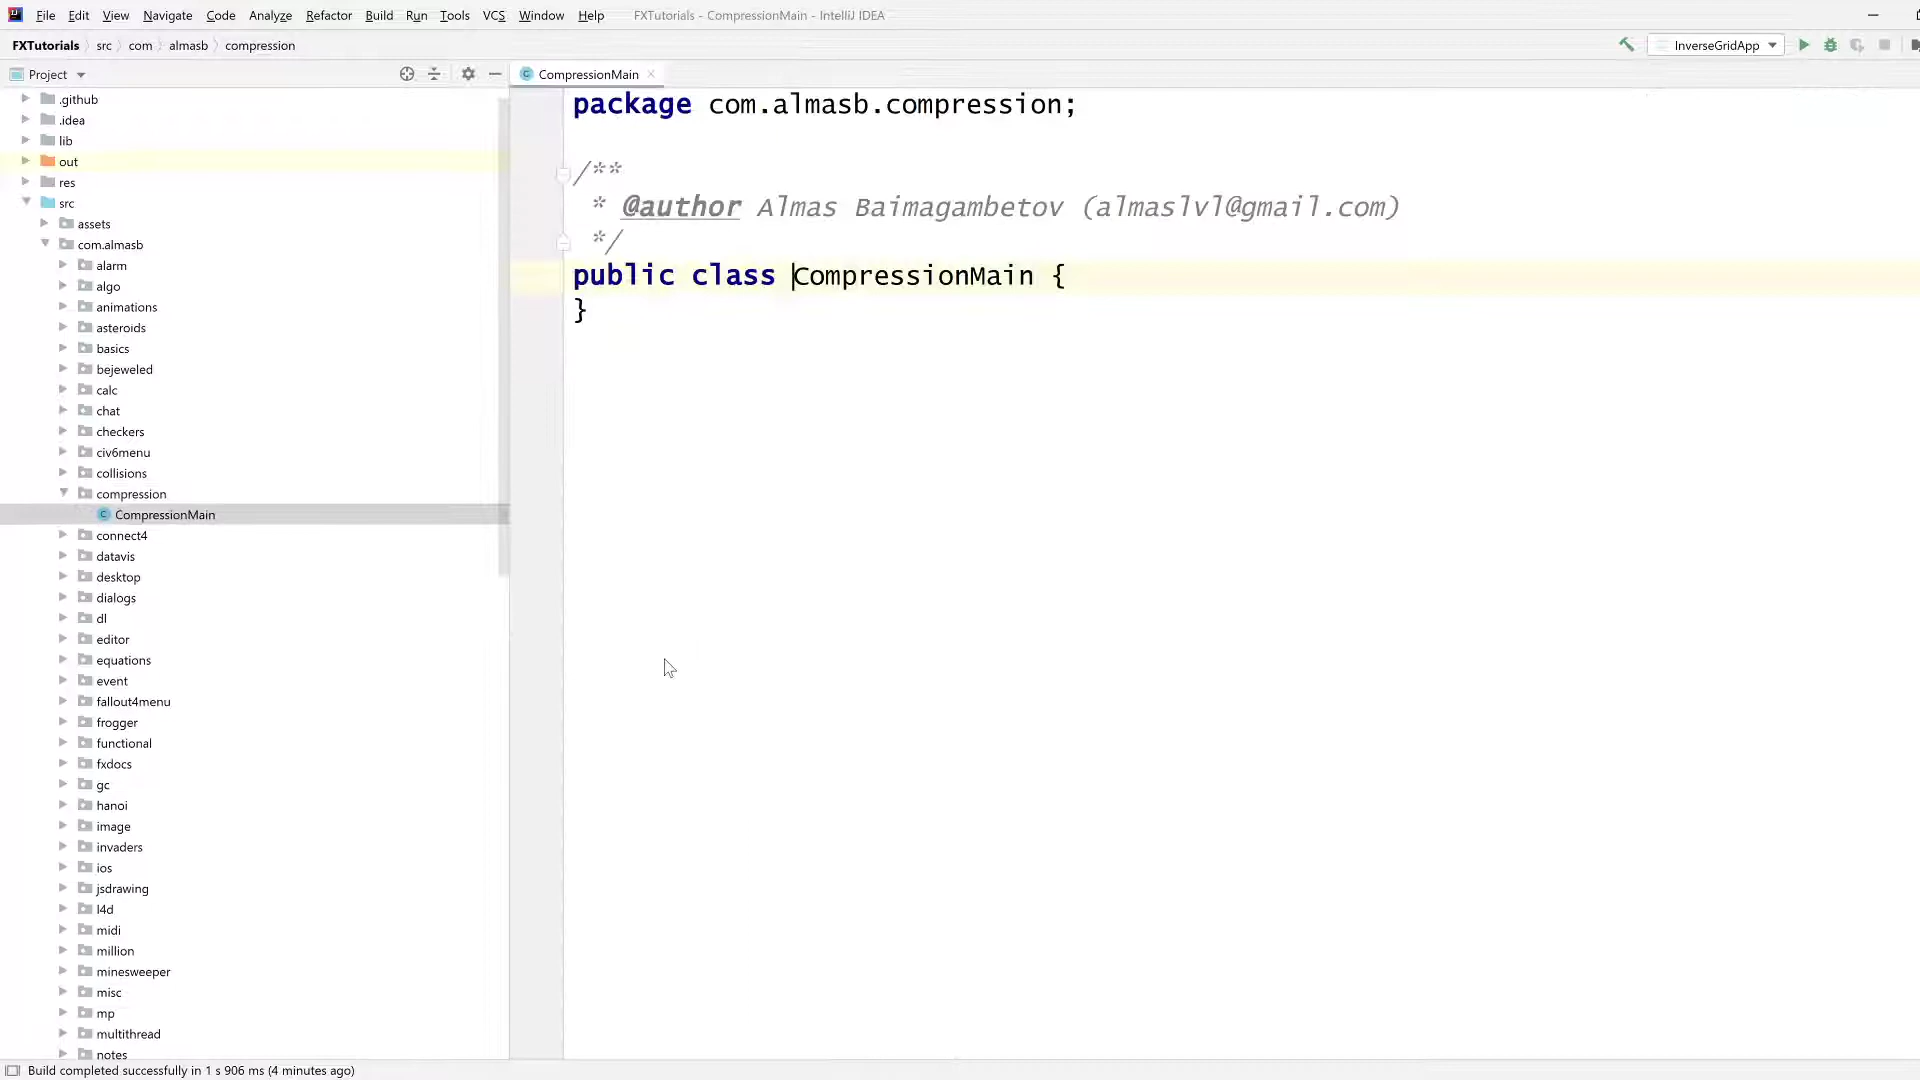 File Edit View Navigate Code Analyze Refactor Build Run Tools VCS Window Help FXTutorials - CompressionMain - IntelliJ IDEA
FXTutorials src com almasb compression InverseGridApp
Project CompressionMain
.github
.idea
lib
out
res
src
assets
com.almasb
alarm
algo
animations
asteroids
basics
bejeweled
calc
chat
checkers
civ6menu
collisions
compression
CompressionMain
connect4
datavis
desktop
dialogs
dl
editor
equations
event
fallout4menu
frogger
functional
fxdocs
gc
hanoi
image
invaders
ios
jsdrawing
l4d
midi
million
minesweeper
misc
mp
multithread
notes
package com.almasb.compression;
/**
* @author Almas Baimagambetov (almaslvl@gmail.com)
*/
public class CompressionMain {
}
Build completed successfully in 1 s 906 ms (4 minutes ago)